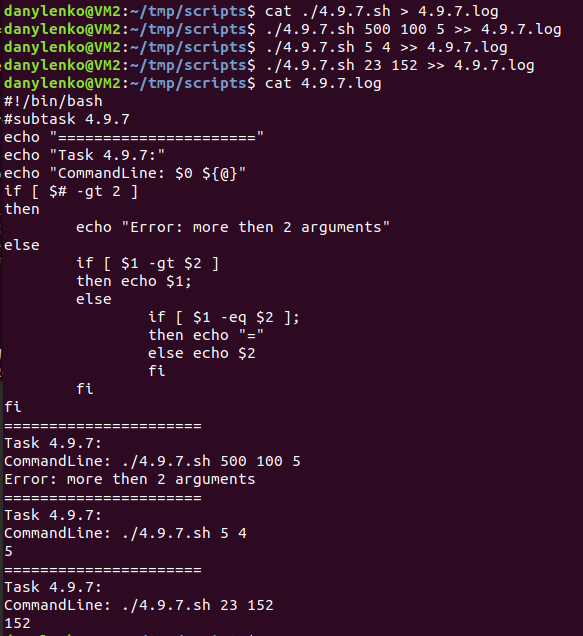 danylenko@VM2:~/tmp/scripts$ cat ./4.9.7.sh > 4.9.7.log
danylenko@VM2:~/tmp/scripts$ ./4.9.7.sh 500 100 5 >> 4.9.7.log
danylenko@VM2:~/tmp/scripts$ ./4.9.7.sh 5 4 >> 4.9.7.log
danylenko@VM2:~/tmp/scripts$ ./4.9.7.sh 23 152 >> 4.9.7.log
danylenko@VM2:~/tmp/scripts$ cat 4.9.7.log
#!/bin/bash
#subtask 4.9.7
echo "======================"
echo "Task 4.9.7:"
echo "CommandLine: $0 ${@}"
if [ $# -gt 2 ]
then
        echo "Error: more then 2 arguments"
else
        if [ $1 -gt $2 ]
        then echo $1;
        else
                if [ $1 -eq $2 ];
                then echo "="
                else echo $2
                fi
        fi
fi
======================
Task 4.9.7:
CommandLine: ./4.9.7.sh 500 100 5
Error: more then 2 arguments
======================
Task 4.9.7:
CommandLine: ./4.9.7.sh 5 4
5
======================
Task 4.9.7:
CommandLine: ./4.9.7.sh 23 152
152